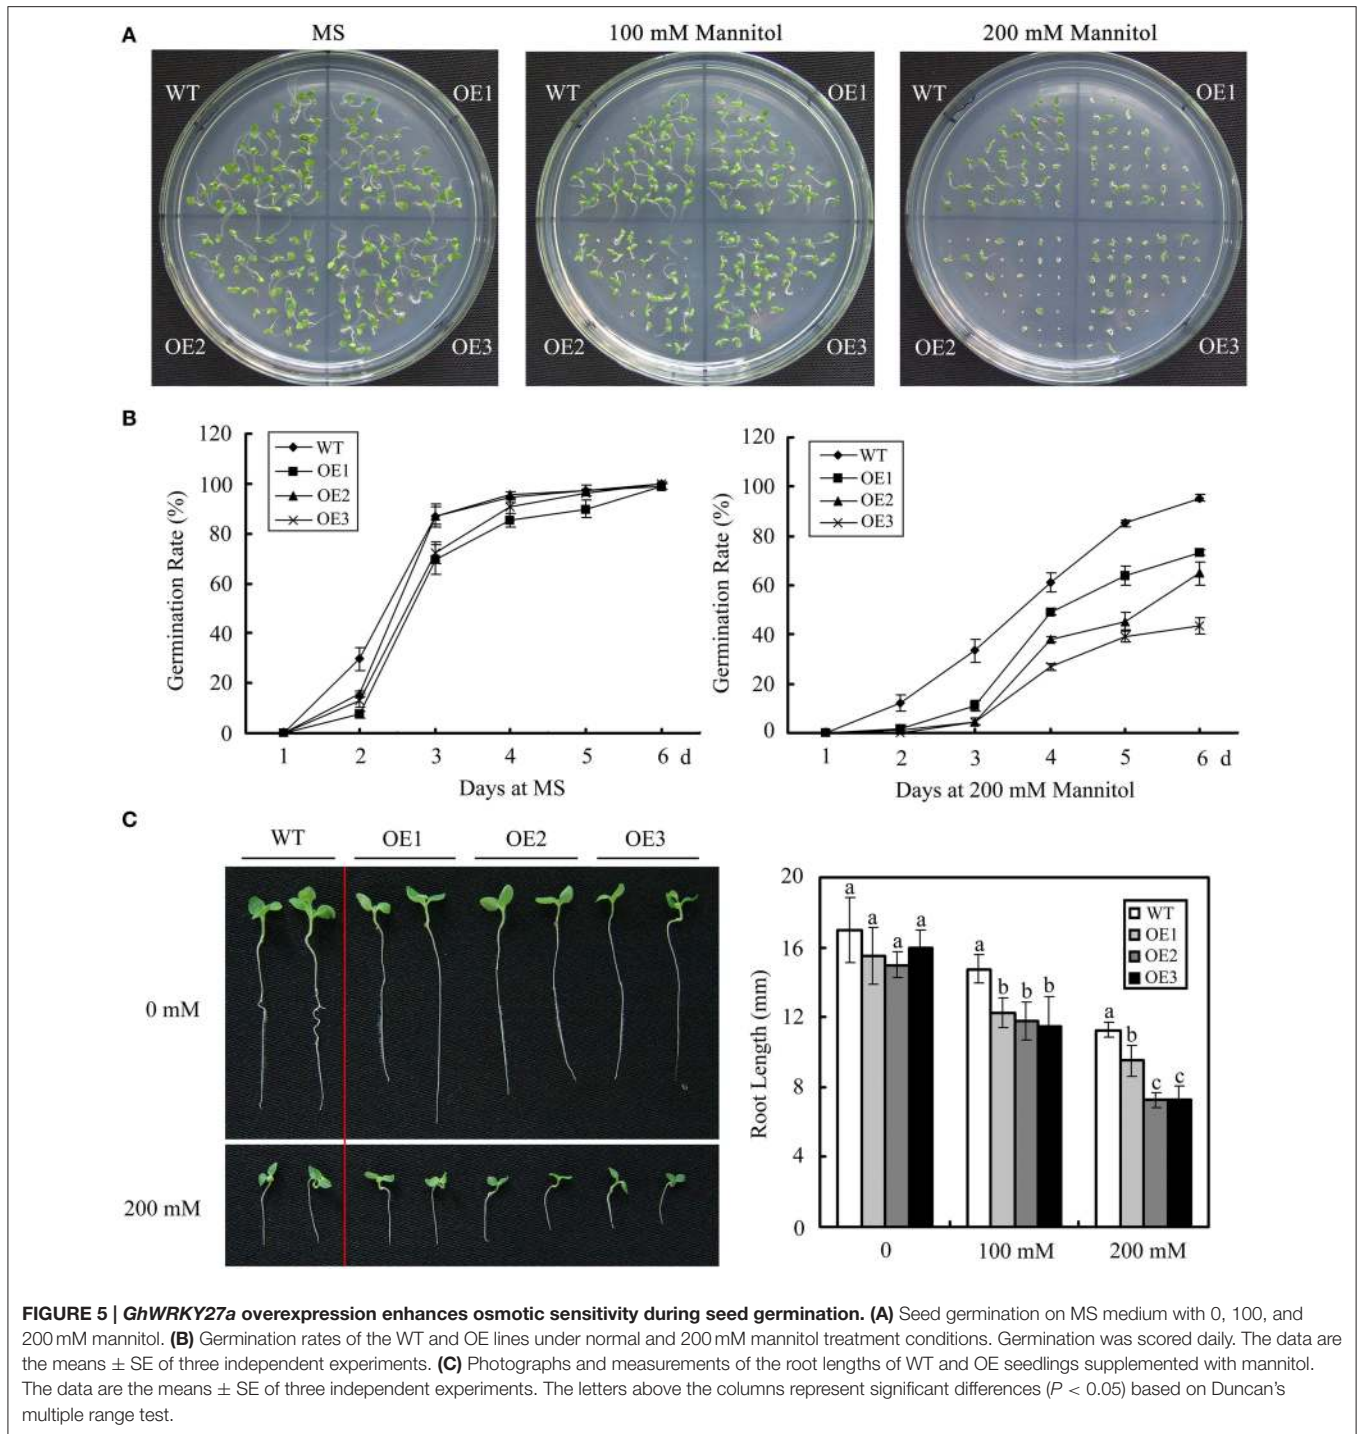 A
MS
100 mM Mannitol
200 mM Mannitol
WT
OE1
OE2
OE3
WT
OE1
OE2
OE3
WT
OE1
OE2
OE3
B
120
100
80
60
40
20
0
Germination Rate (%)
WT
OE1
OE2
OE3
1 2 3 4 5 6 d
Days at MS
120
100
80
60
40
20
0
Germination Rate (%)
WT
OE1
OE2
OE3
1 2 3 4 5 6 d
Days at 200 mM Mannitol
C
WT OE1 OE2 OE3
0 mM
200 mM
20
16
12
8
4
0
Root Length (mm)
a a a a
a b b b
a b c c
WT
OE1
OE2
OE3
0 100 mM 200 mM
FIGURE 5 | GhWRKY27a overexpression enhances osmotic sensitivity during seed germination. (A) Seed germination on MS medium with 0, 100, and
200 mM mannitol. (B) Germination rates of the WT and OE lines under normal and 200 mM mannitol treatment conditions. Germination was scored daily. The data are
the means ± SE of three independent experiments. (C) Photographs and measurements of the root lengths of WT and OE seedlings supplemented with mannitol.
The data are the means ± SE of three independent experiments. The letters above the columns represent significant differences (P < 0.05) based on Duncan's
multiple range test.